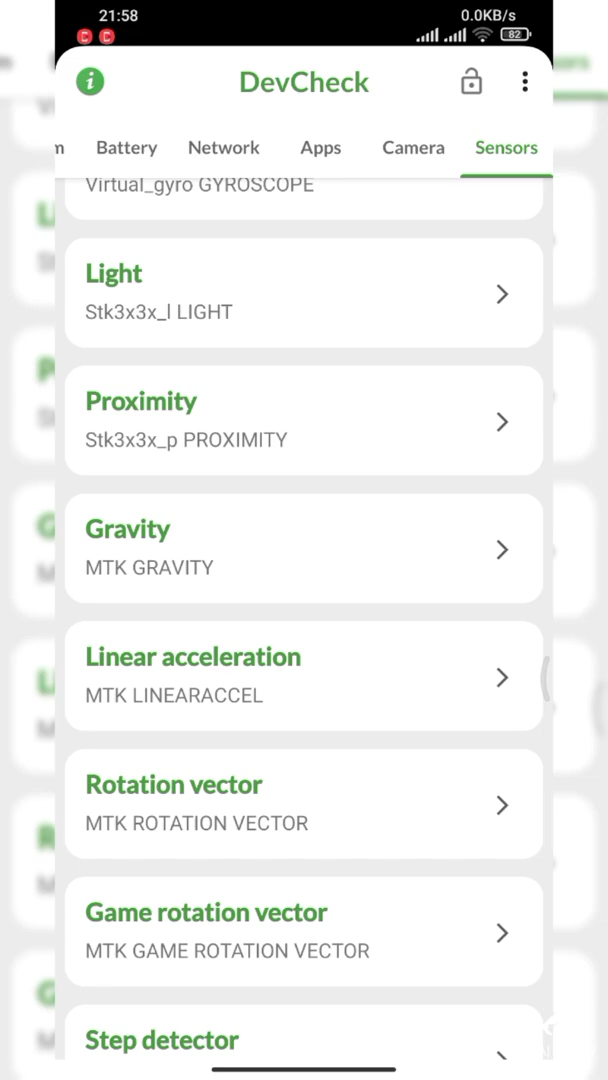 21:58
0.0KB/s
82
DevCheck
Battery
Network
Apps
Camera
Sensors
Virtual_gyro GYROSCOPE
Light
Stk3x3x_l LIGHT
Proximity
Stk3x3x_p PROXIMITY
Gravity
MTK GRAVITY
Linear acceleration
MTK LINEARACCEL
Rotation vector
MTK ROTATION VECTOR
Game rotation vector
MTK GAME ROTATION VECTOR
Step detector